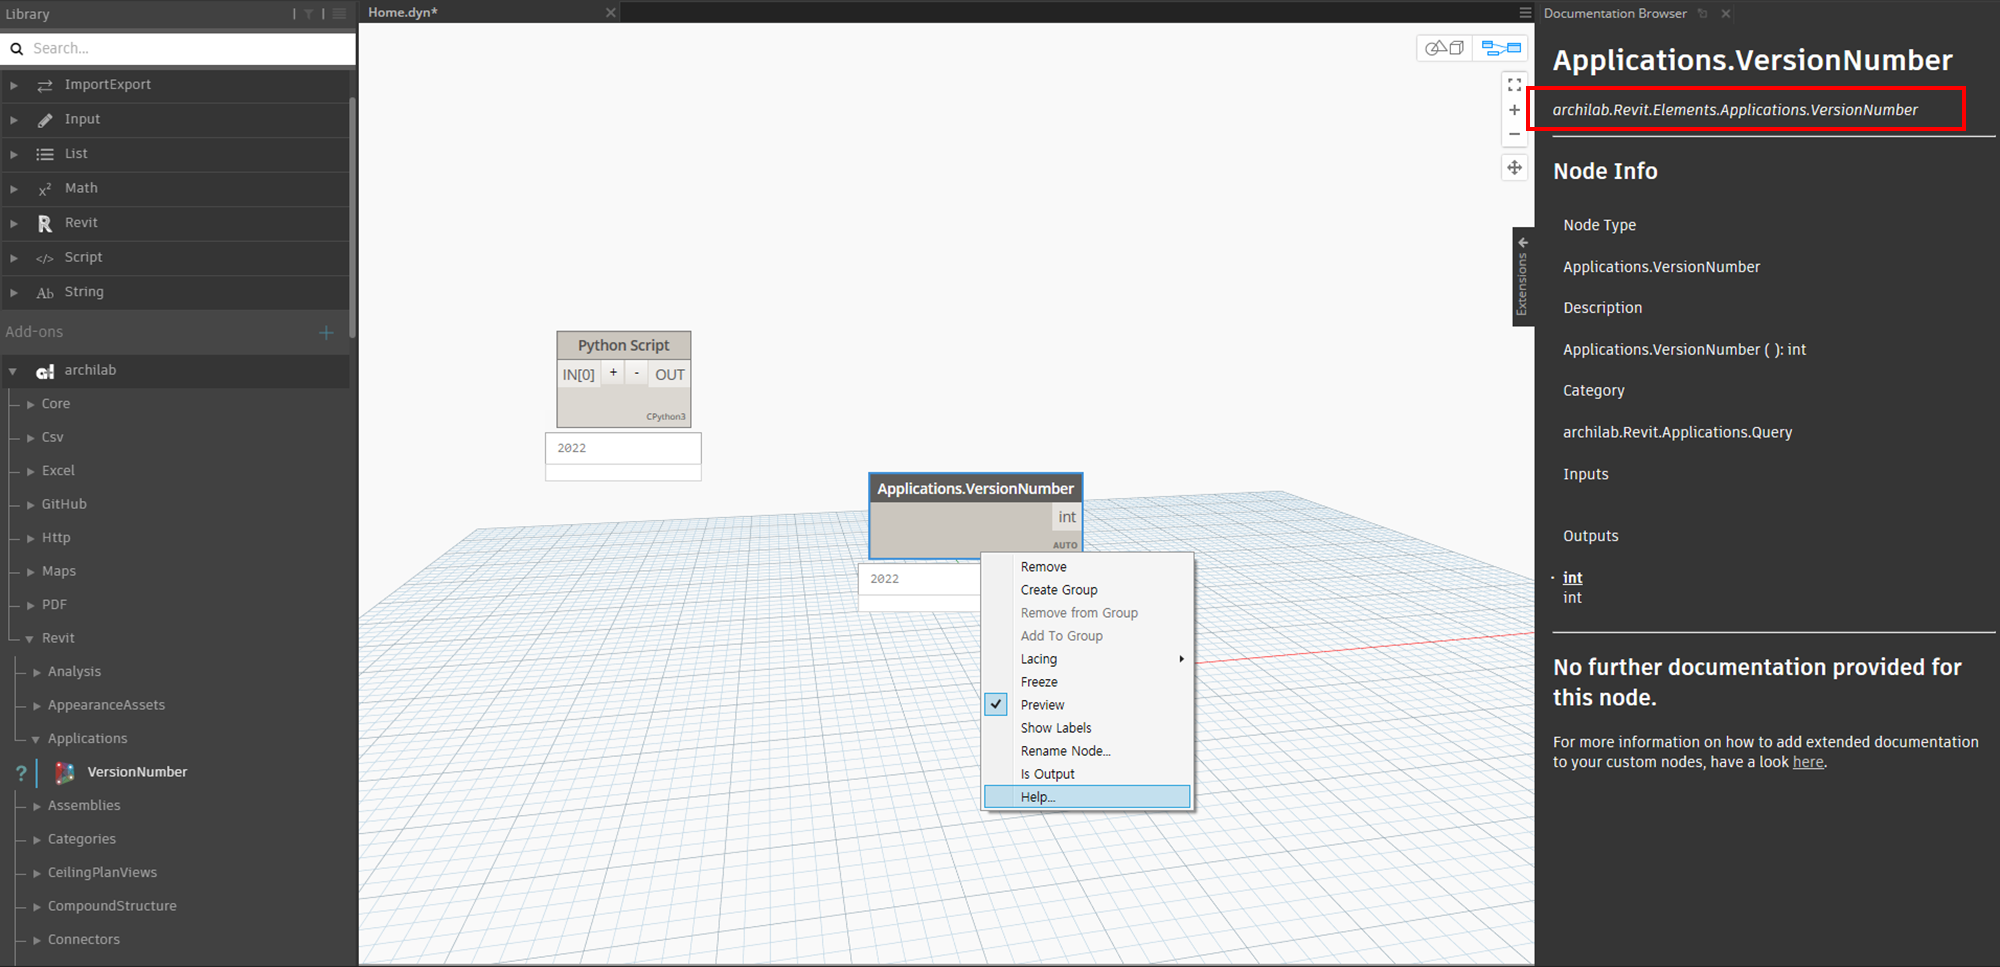 Library
Search...
ImportExport
Input
List
x² Math
R Revit
</> Script
Ab String
Add-ons
archilab
Core
Csv
Excel
GitHub
Http
Maps
PDF
Revit
Analysis
AppearanceAssets
Applications
? VersionNumber
Assemblies
Categories
CeilingPlanViews
CompoundStructure
Connectors
Home.dyn*
Python Script
IN[0] + - OUT
CPython3
2022
Applications.VersionNumber
int
AUTO
2022
Remove
Create Group
Remove from Group
Add To Group
Lacing
Freeze
Preview
Show Labels
Rename Node...
Is Output
Help...
Extensions
Documentation Browser
Applications.VersionNumber
archilab.Revit.Elements.Applications.VersionNumber
Node Info
Node Type
Applications.VersionNumber
Description
Applications.VersionNumber ( ): int
Category
archilab.Revit.Applications.Query
Inputs
Outputs
· int
int
No further documentation provided for
this node.
For more information on how to add extended documentation
to your custom nodes, have a look here.